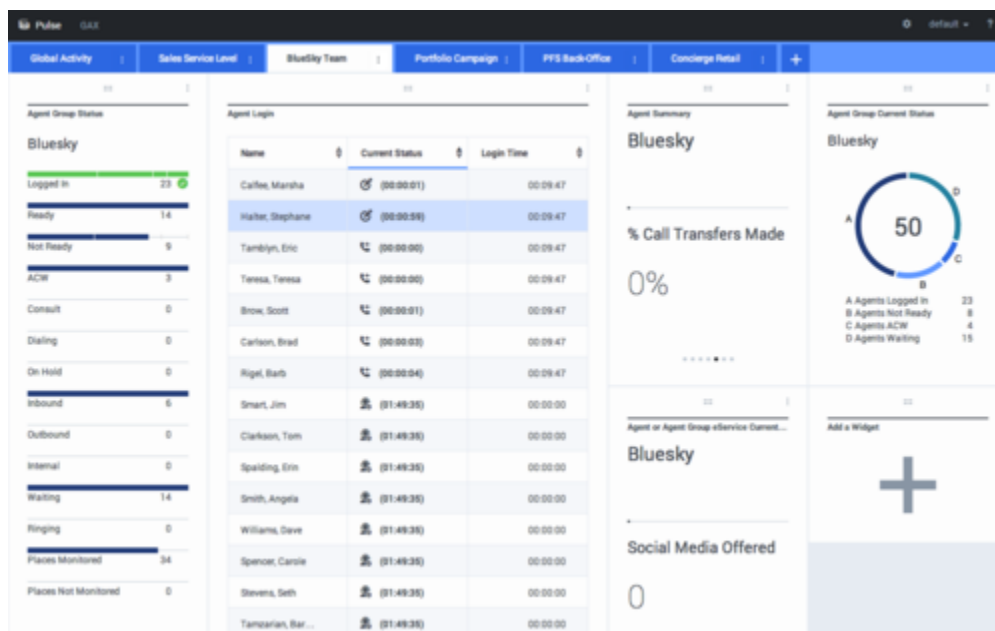 Pulse GAX default ?
Global Activity Sales Service Level BlueSky Team Portfolio Campaign PFS Back-Office Concierge Retail +
Agent Group Status
Bluesky
Logged In 23
Ready 14
Not Ready 9
ACW 3
Consult 0
Dialing 0
On Hold 0
Inbound 6
Outbound 0
Internal 0
Waiting 14
Ringing 0
Places Monitored 34
Places Not Monitored 0
Agent Login
Name Current Status Login Time
Calfee, Marsha (00:00:01) 00:09:47
Halter, Stephane (00:00:59) 00:09:47
Tamblyn, Eric (00:00:00) 00:09:47
Teresa, Teresa (00:00:00) 00:09:47
Brow, Scott (00:00:01) 00:09:47
Carlson, Brad (00:00:03) 00:09:47
Rigel, Barb (00:00:04) 00:09:47
Smart, Jim (01:49:35) 00:00:00
Clarkson, Tom (01:49:35) 00:00:00
Spalding, Erin (01:49:35) 00:00:00
Smith, Angela (01:49:35) 00:00:00
Williams, Dave (01:49:35) 00:00:00
Spencer, Carole (01:49:35) 00:00:00
Stevens, Seth (01:49:35) 00:00:00
Tamzarian, Bar... (01:49:35) 00:00:00
Agent Summary
Bluesky
% Call Transfers Made
0%
Agent Group Current Status
Bluesky
A
D
50
C
B
A Agents Logged In 23
B Agents Not Ready 8
C Agents ACW 4
D Agents Waiting 15
Agent or Agent Group eService Current...
Bluesky
Social Media Offered
0
Add a Widget